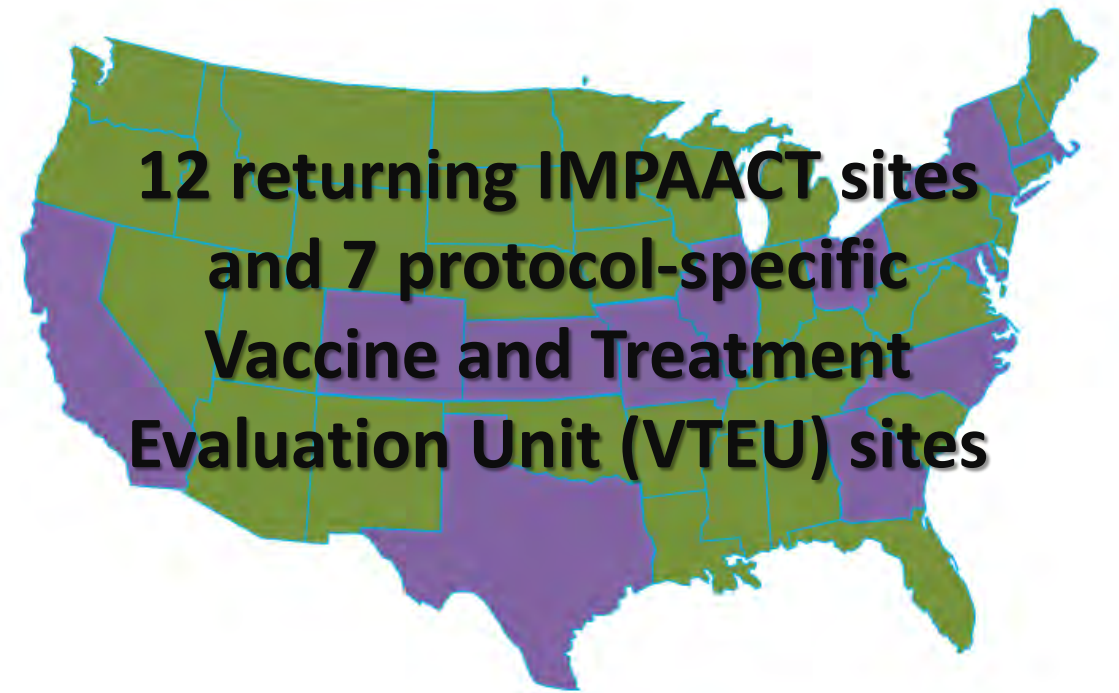 12 returning IMPAACT sites
and 7 protocol-specific
Vaccine and Treatment
Evaluation Unit (VTEU) sites